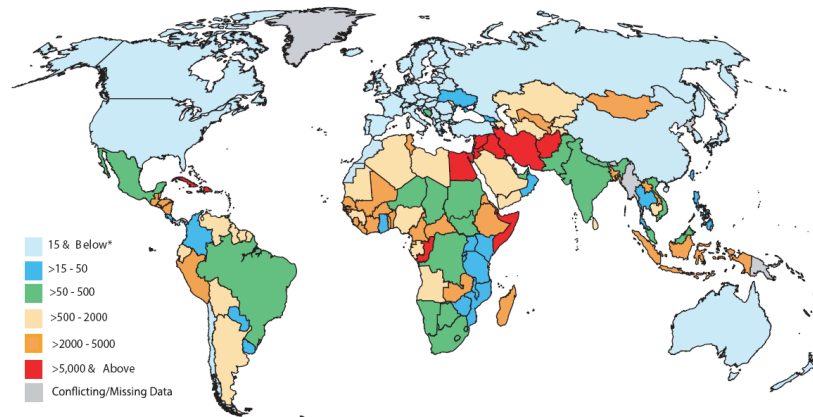 15 & Below*
>15 - 50
>50 - 500
>500 - 2000
>2000 - 5000
>5,000 & Above
Conflicting/Missing Data